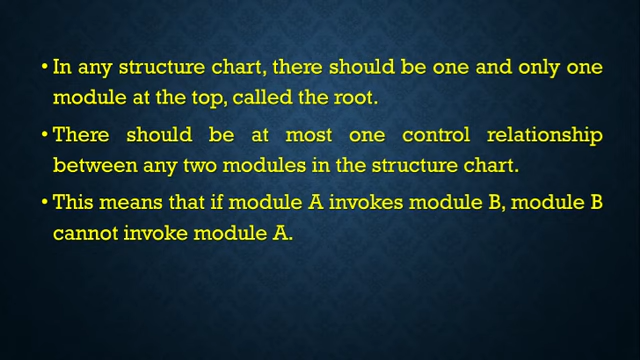 • In any structure chart, there should be one and only one
module at the top, called the root.
• There should be at most one control relationship
between any two modules in the structure chart.
• This means that if module A invokes module B, module B
cannot invoke module A.